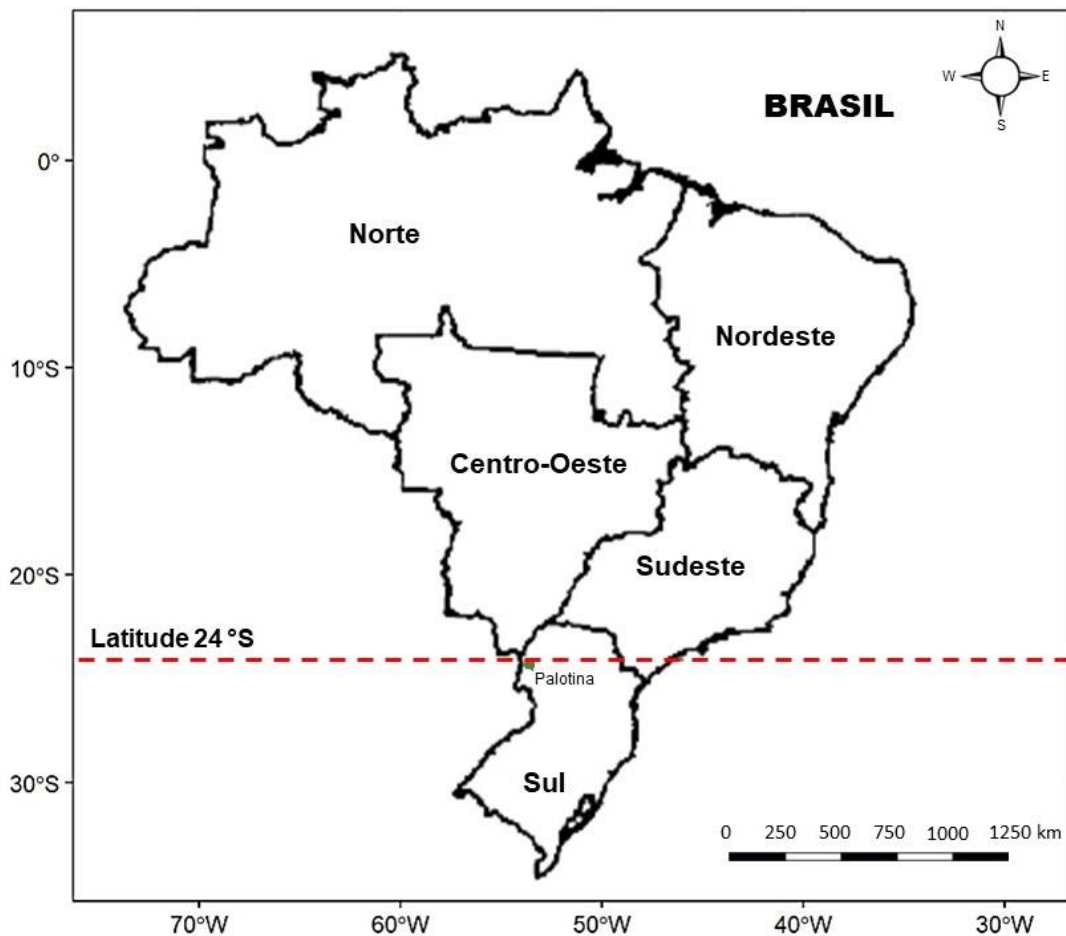 N
W E
S
BRASIL
0°
Norte
Nordeste
10°S
Centro-Oeste
Sudeste
20°S
Latitude 24 °S
Palotina
30°S
Sul
0 250 500 750 1000 1250 km
70°W 60°W 50°W 40°W 30°W